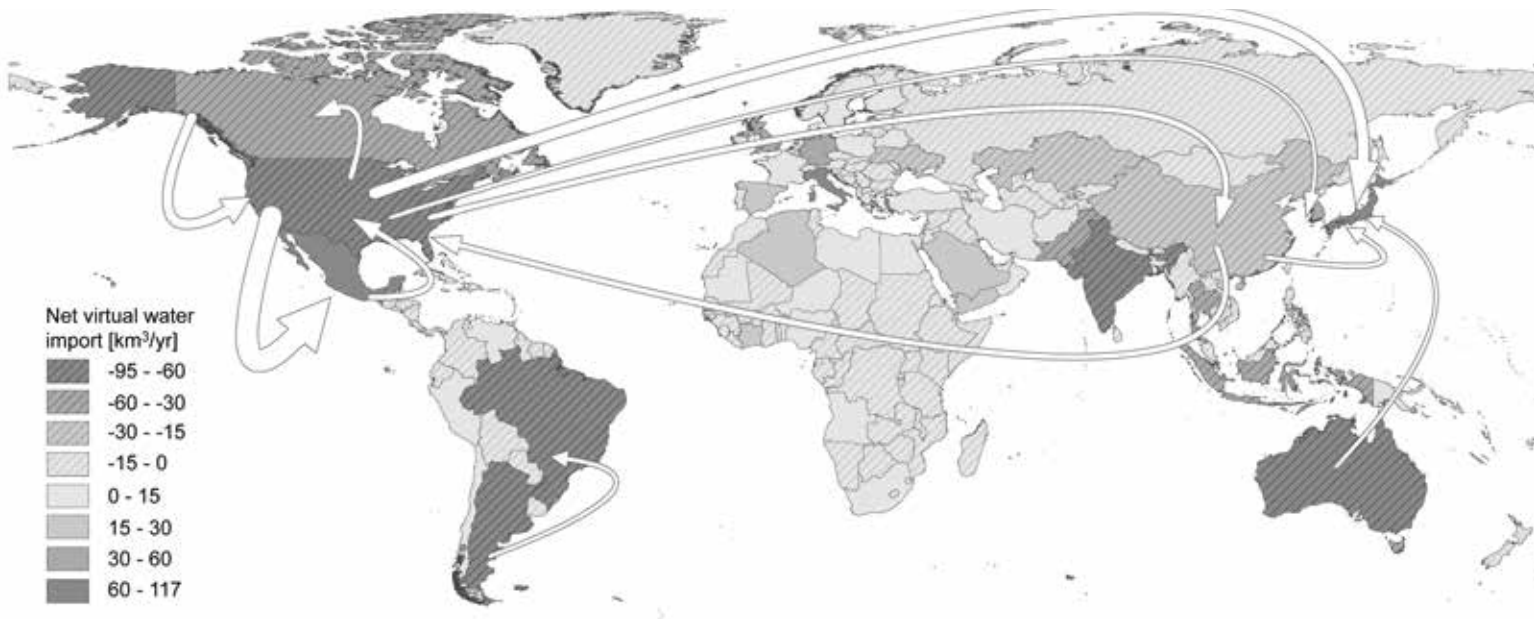 Net virtual water
import [km³/yr]
-95 - -60
-60 - -30
-30 - -15
-15 - 0
0 - 15
15 - 30
30 - 60
60 - 117